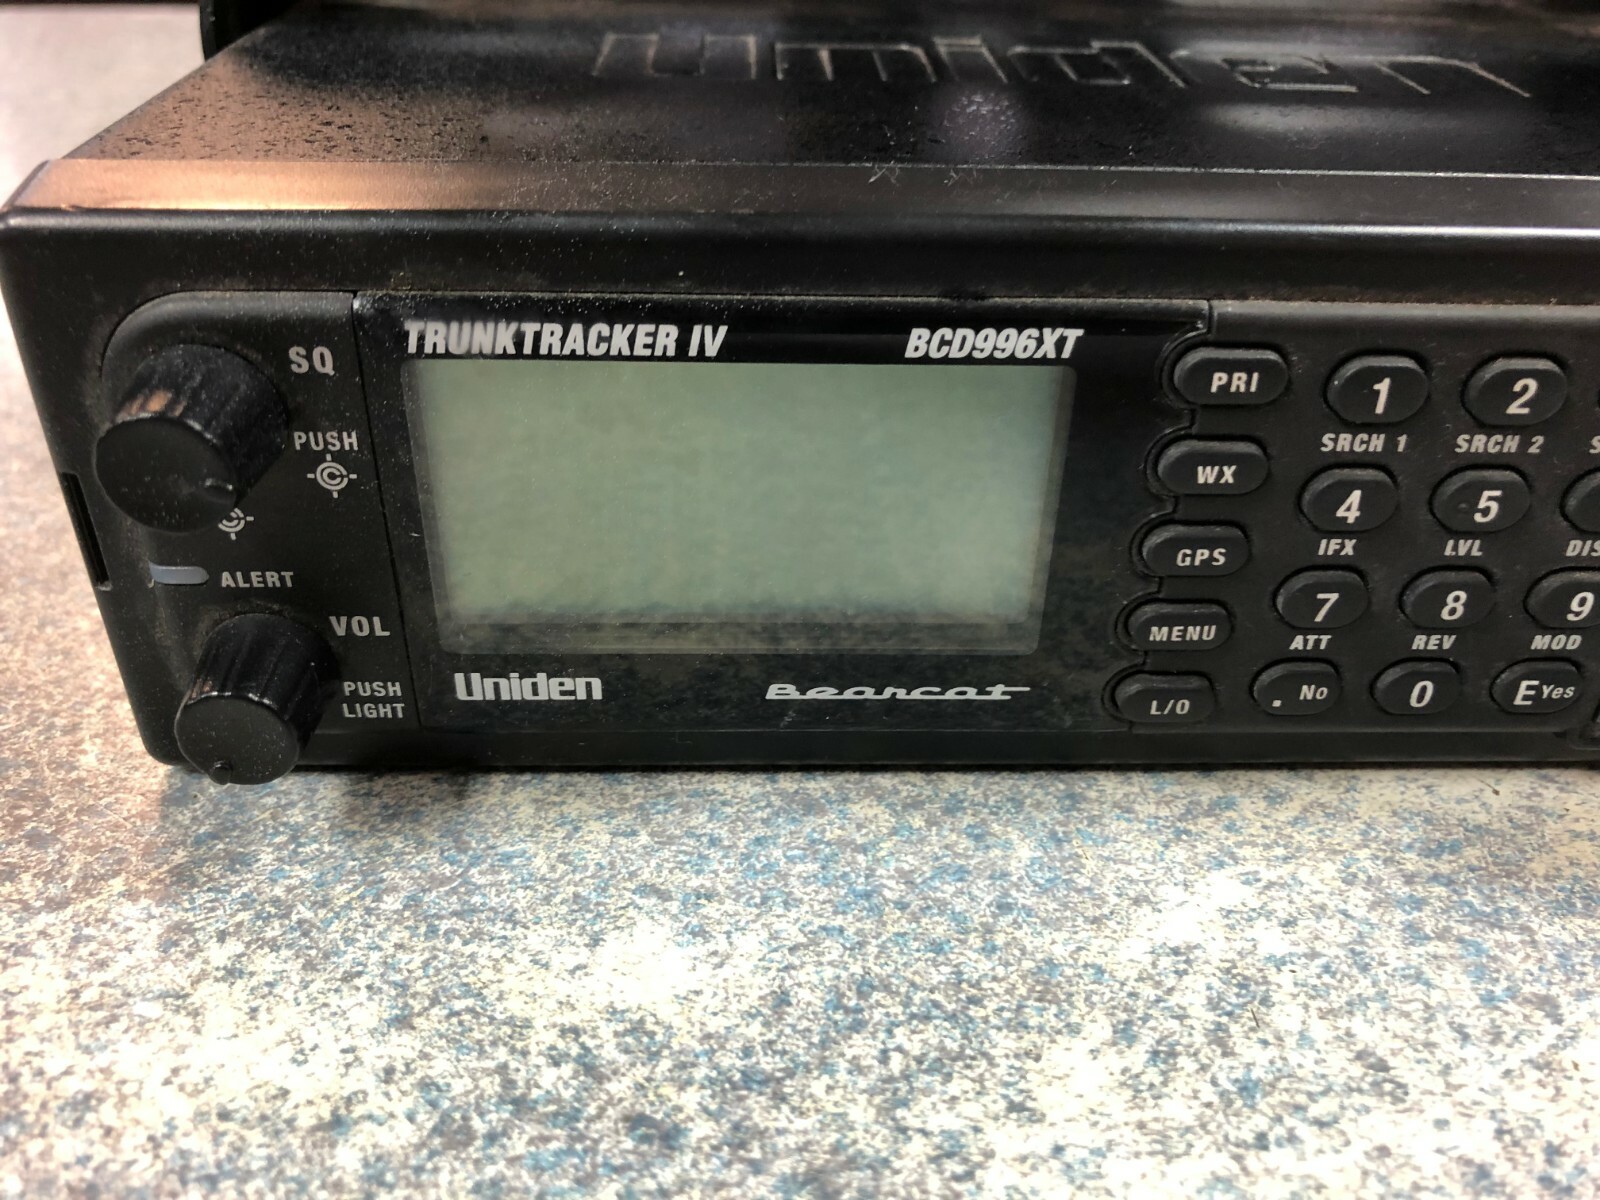 Uniden
TRUNKTRACKER IV BCD996XT
SQ
PUSH
ALERT
VOL
PUSH
LIGHT
Uniden Bearcat
PRI
WX
GPS
MENU
L/O
1 2
SRCH 1 SRCH 2
4 5
IFX LVL
7 8 9
ATT REV MOD
. No 0 E Yes